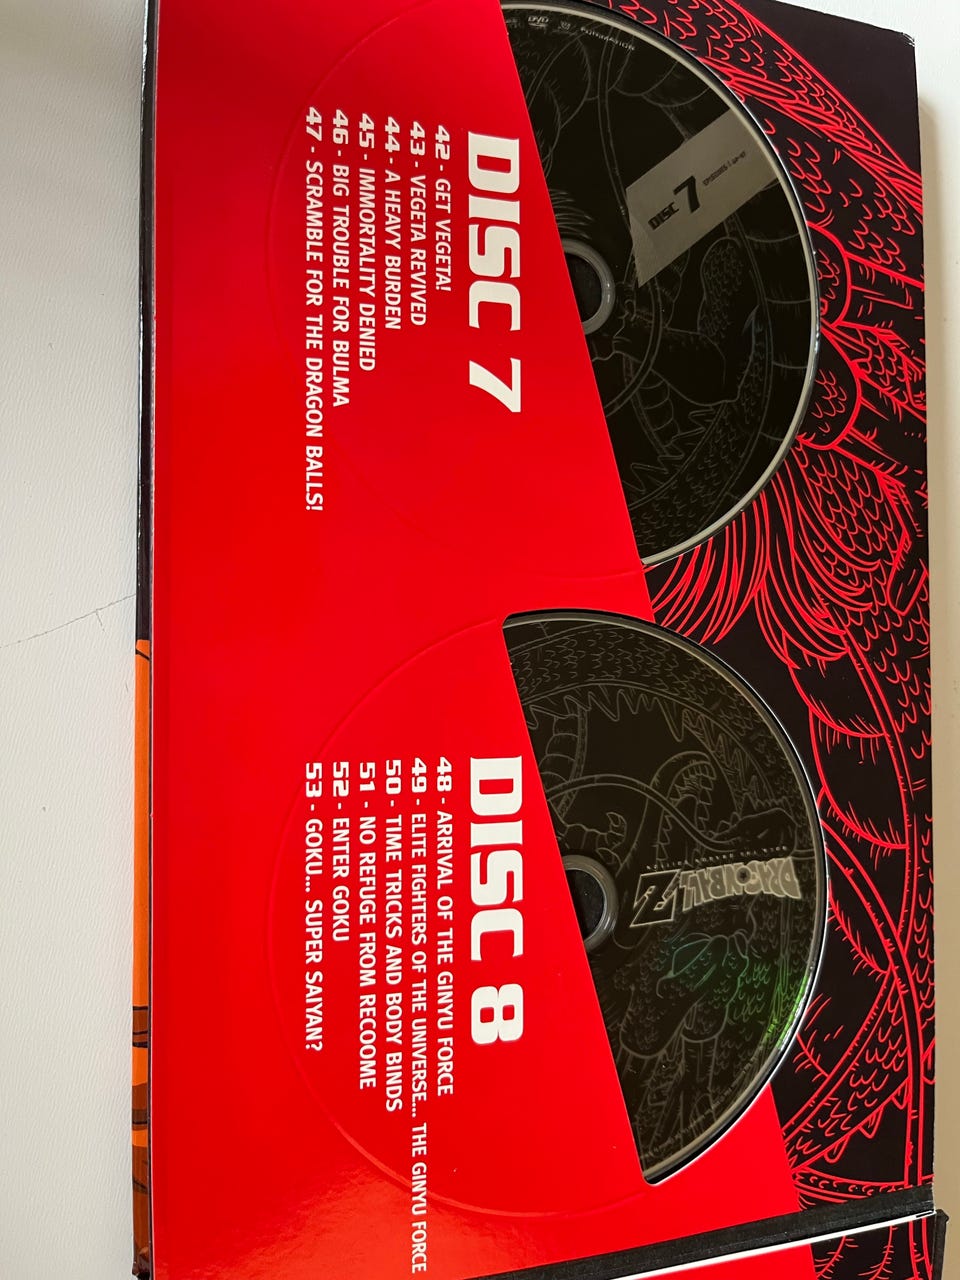 DISC 7
42 - GET VEGETA!
43 - VEGETA REVIVED
44 - A HEAVY BURDEN
45 - IMMORTALITY DENIED
46 - BIG TROUBLE FOR BULMA
47 - SCRAMBLE FOR THE DRAGON BALLS!
DISC 7
DVD
FUNIMATION
DISC 8
48 - ARRIVAL OF THE GINYU FORCE
49 - ELITE FIGHTERS OF THE UNIVERSE... THE GINYU FORCE
50 - TIME TRICKS AND BODY BINDS
51 - NO REFUGE FROM RECOOME
52 - ENTER GOKU
53 - GOKU... SUPER SAIYAN?
DRAGONBALL Z